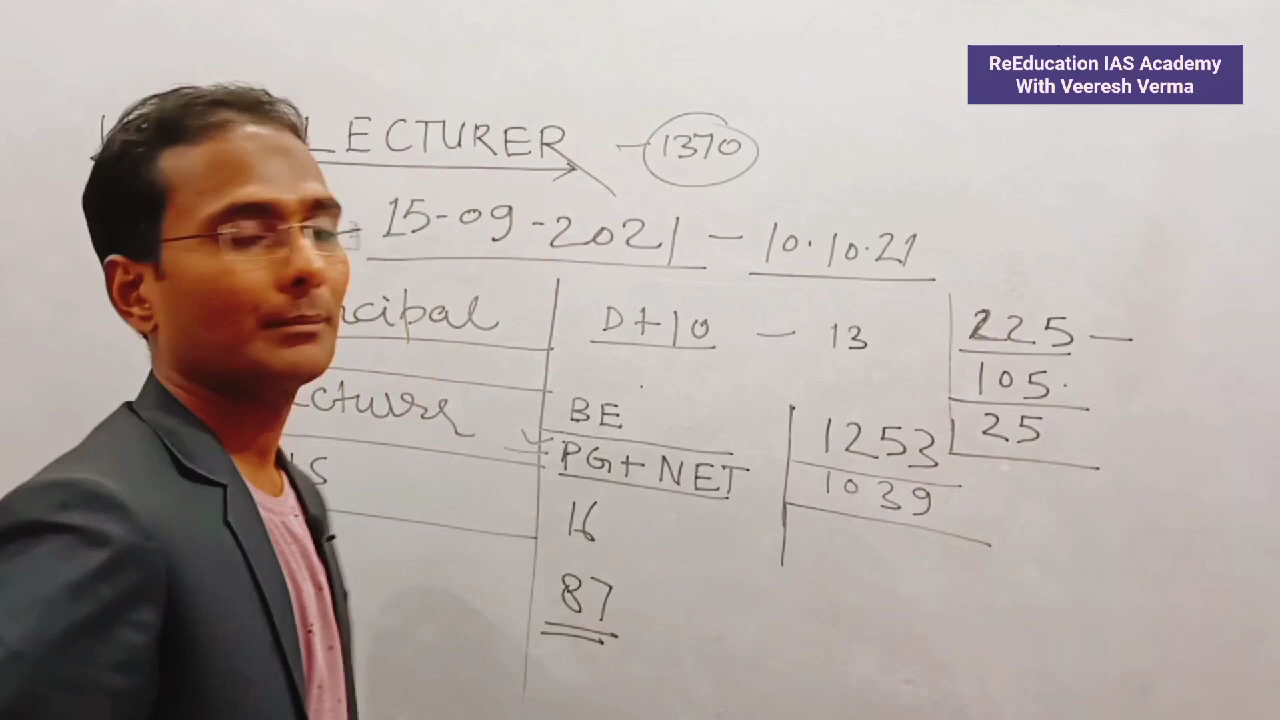 ReEducation IAS Academy
With Veeresh Verma
LECTURER - 1370
15-09-2021 - 10.10.21
D+10 - 13
225 -
105.
25
BE
1253
PG+NET
1039
16
87